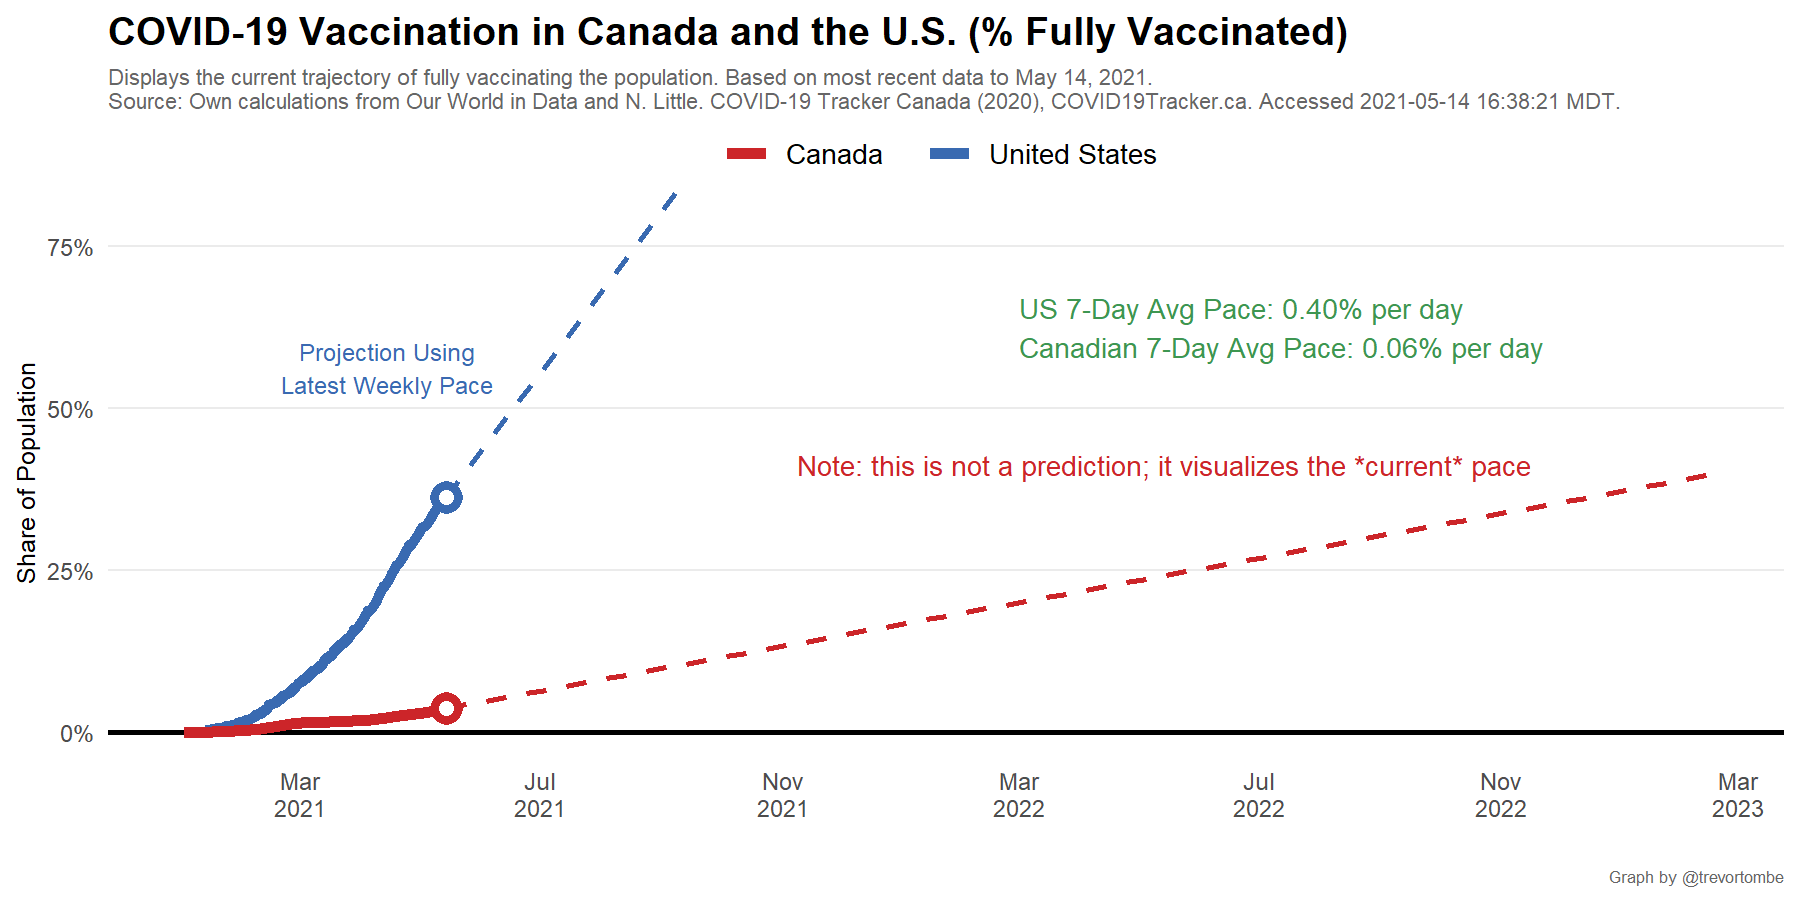 COVID-19 Vaccination in Canada and the U.S. (% Fully Vaccinated)
Displays the current trajectory of fully vaccinating the population. Based on most recent data to May 14, 2021.
Source: Own calculations from Our World in Data and N. Little. COVID-19 Tracker Canada (2020), COVID19Tracker.ca. Accessed 2021-05-14 16:38:21 MDT.
Canada
United States
Share of Population
75%
50%
25%
0%
Projection Using
Latest Weekly Pace
US 7-Day Avg Pace: 0.40% per day
Canadian 7-Day Avg Pace: 0.06% per day
Note: this is not a prediction; it visualizes the *current* pace
Mar
2021
Jul
2021
Nov
2021
Mar
2022
Jul
2022
Nov
2022
Mar
2023
Graph by @trevortombe